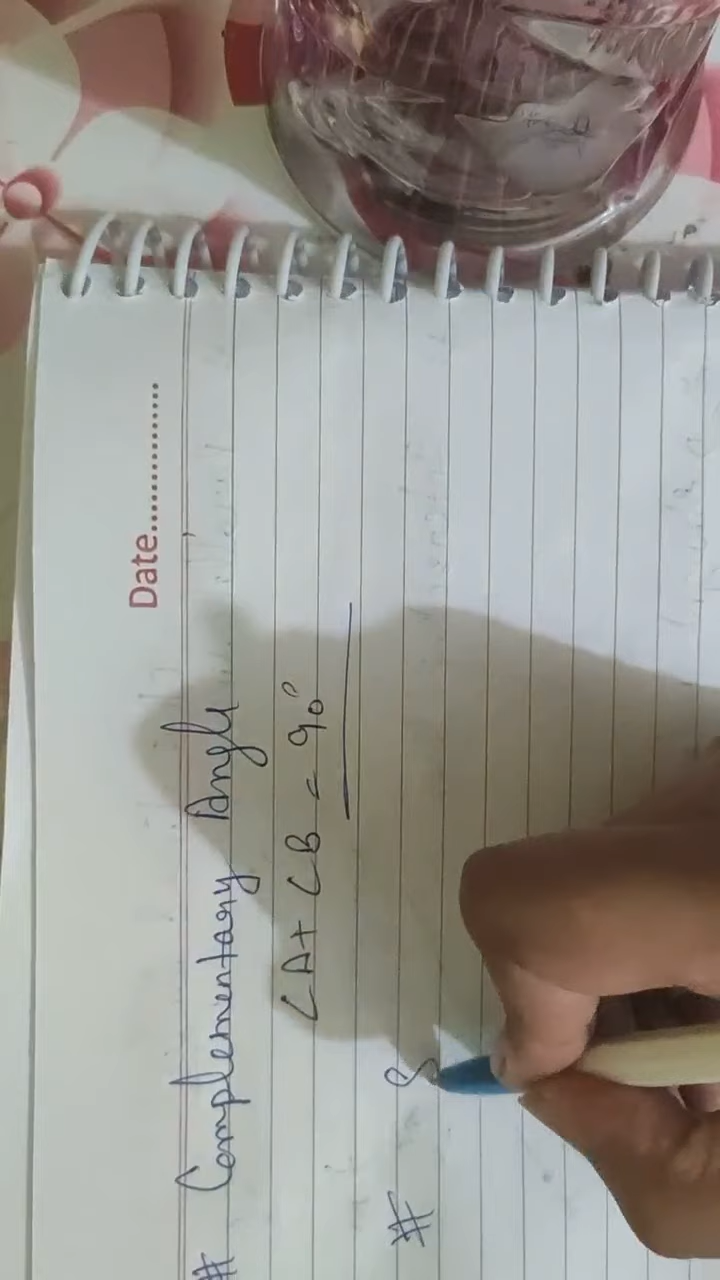 Date................
# Complementary Angle
∠A + ∠B = 90°
# S